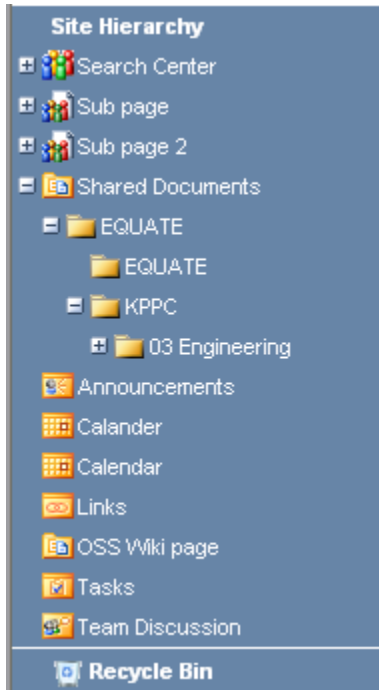 Site Hierarchy
Search Center
Sub page
Sub page 2
Shared Documents
EQUATE
EQUATE
KPPC
03 Engineering
Announcements
Calander
Calendar
Links
OSS Wiki page
Tasks
Team Discussion
Recycle Bin